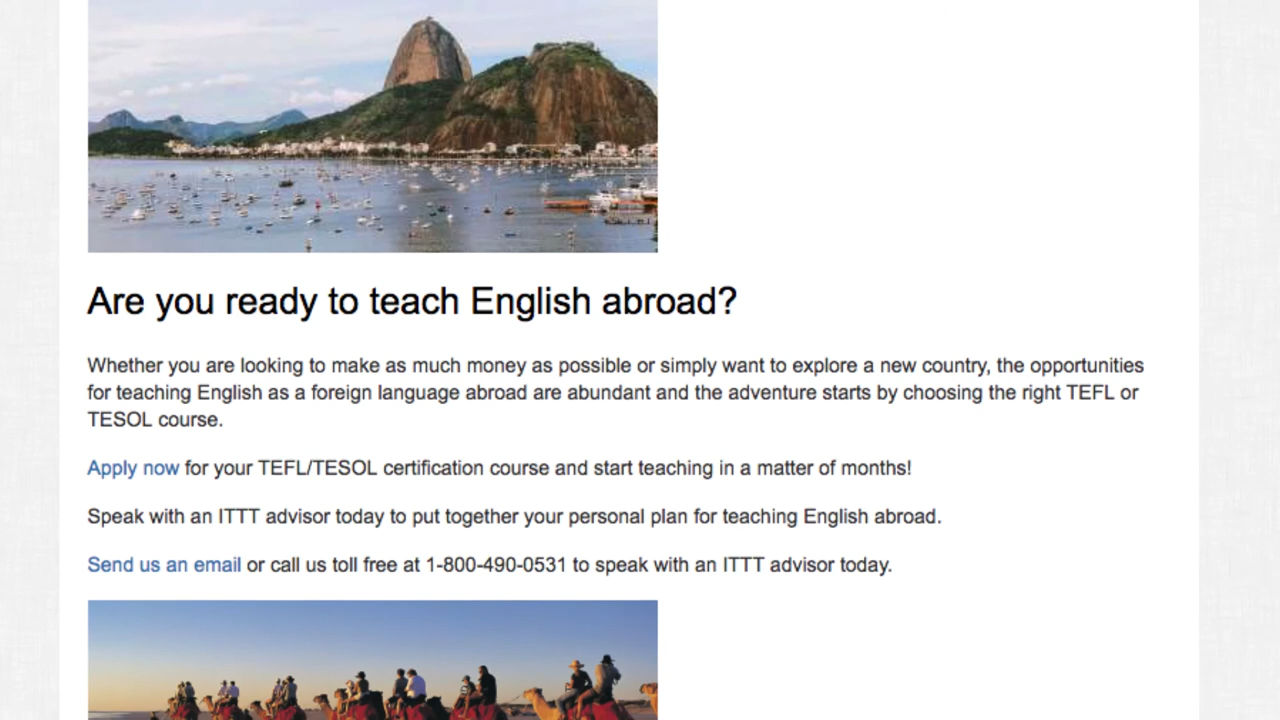 Are you ready to teach English abroad?
Whether you are looking to make as much money as possible or simply want to explore a new country, the opportunities
for teaching English as a foreign language abroad are abundant and the adventure starts by choosing the right TEFL or
TESOL course.
Apply now for your TEFL/TESOL certification course and start teaching in a matter of months!
Speak with an ITTT advisor today to put together your personal plan for teaching English abroad.
Send us an email or call us toll free at 1-800-490-0531 to speak with an ITTT advisor today.